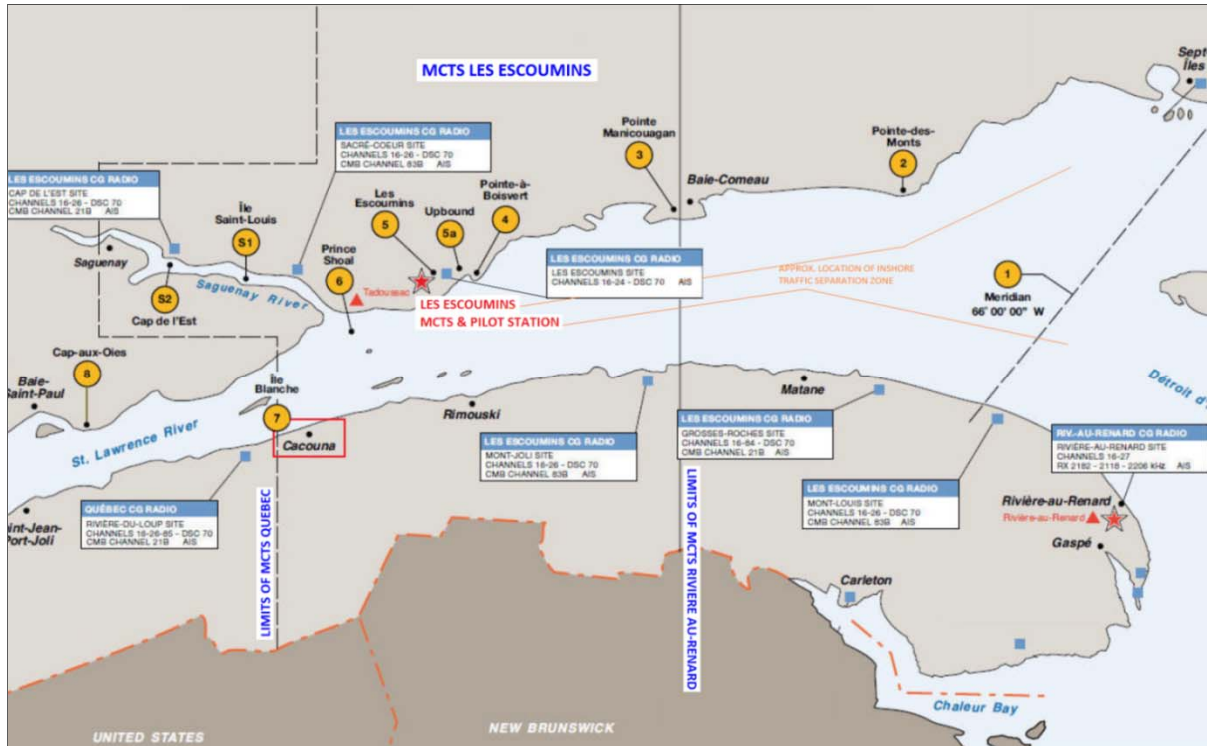 MCTS LES ESCOUMINS
Sept-
Îles
LES ESCOUMINS CG RADIO
SACRÉ-COEUR SITE
CHANNELS 16-26 - DSC 70
CMB CHANNEL 83B AIS
Pointe
Manicouagan
3
Pointe-des-
Monts
2
Baie-Comeau
LES ESCOUMINS CG RADIO
CAP DE L'EST SITE
CHANNELS 16-26 - DSC 70
CMB CHANNEL 21B AIS
Île
Saint-Louis
S1
Les
Escoumins
5
Upbound
5a
Pointe-à-
Boisvert
4
Saguenay
S2
Cap de l'Est
Saguenay River
Prince
Shoal
6
Tadoussac
LES ESCOUMINS
MCTS & PILOT STATION
LES ESCOUMINS CG RADIO
LES ESCOUMINS SITE
CHANNELS 16-24 - DSC 70 AIS
APPROX. LOCATION OF INSHORE
TRAFFIC SEPARATION ZONE
1
Meridian
66° 00' 00" W
Cap-aux-Oies
8
Baie-
Saint-Paul
Île
Blanche
7
Cacouna
St. Lawrence River
Rimouski
Matane
Détroit d'
LES ESCOUMINS CG RADIO
MONT-JOLI SITE
CHANNELS 16-26 - DSC 70
CMB CHANNEL 83B AIS
LES ESCOUMINS CG RADIO
GROSSES-ROCHES SITE
CHANNELS 16-84 - DSC 70
CMB CHANNEL 21B AIS
RIV.-AU-RENARD CG RADIO
RIVIÈRE-AU-RENARD SITE
CHANNELS 16-27
RX 2182 - 2118 - 2206 kHz AIS
LES ESCOUMINS CG RADIO
MONT-LOUIS SITE
CHANNELS 16-26 - DSC 70
CMB CHANNEL 83B AIS
Rivière-au-Renard
Rivière-au-Renard
Gaspé
QUÉBEC CG RADIO
RIVIÈRE-DU-LOUP SITE
CHANNELS 16-26-85 - DSC 70
CMB CHANNEL 21B AIS
int-Jean-
Port-Joli
LIMITS OF MCTS QUEBEC
LIMITS OF MCTS RIVIERE AU-RENARD
Carleton
Chaleur Bay
UNITED STATES
NEW BRUNSWICK